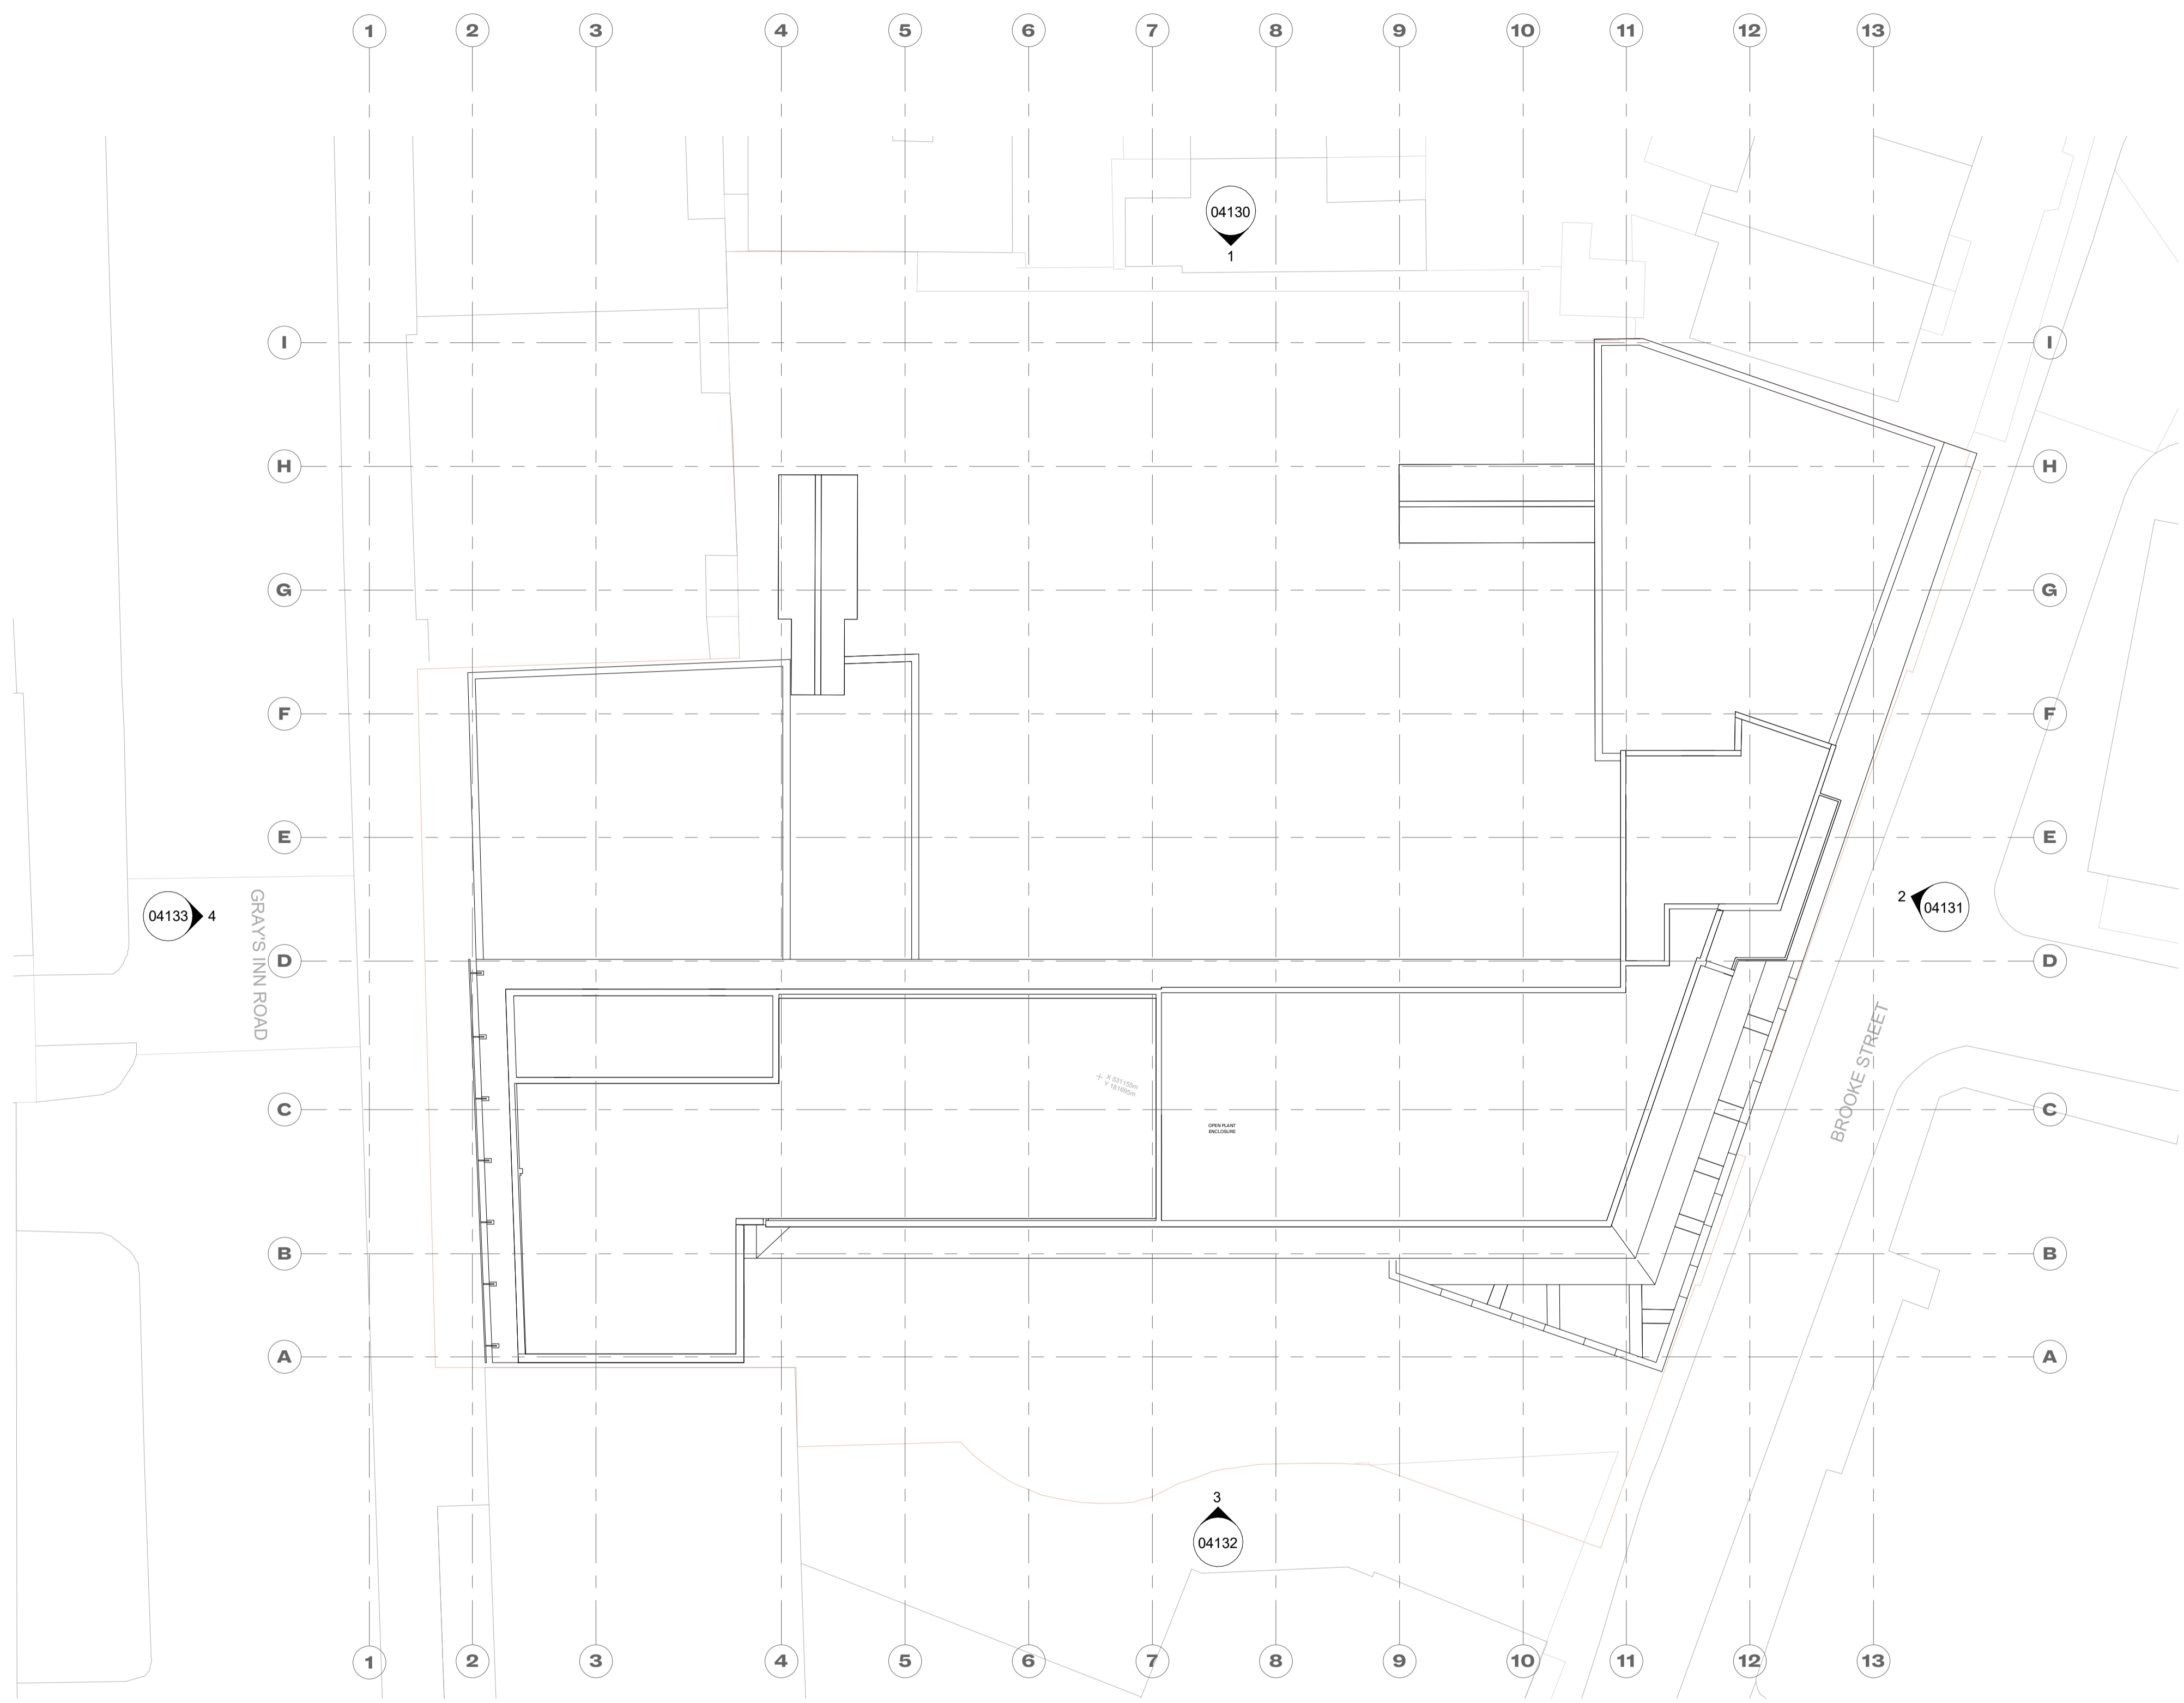 1 2 3 4 5 6 7 8 9 10 11 12 13
04130
1
I I
H H
G G
F F
E E
2
04131
04133 4
GRAY'S INN ROAD
D D
BROOKE STREET
X 531155m
C C
OPEN PLANT
ENCLOSURE
B B
A A
3
04132
1 2 3 4 5 6 7 8 9 10 11 12 13